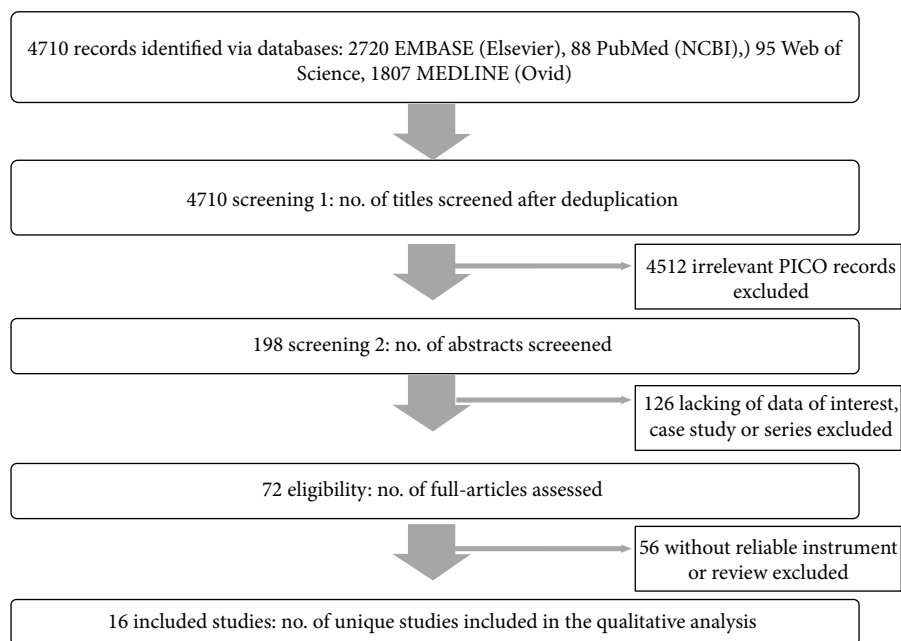 4710 records identified via databases: 2720 EMBASE (Elsevier), 88 PubMed (NCBI),) 95 Web of
Science, 1807 MEDLINE (Ovid)
4710 screening 1: no. of titles screened after deduplication
4512 irrelevant PICO records
excluded
198 screening 2: no. of abstracts screeened
126 lacking of data of interest,
case study or series excluded
72 eligibility: no. of full-articles assessed
56 without reliable instrument
or review excluded
16 included studies: no. of unique studies included in the qualitative analysis